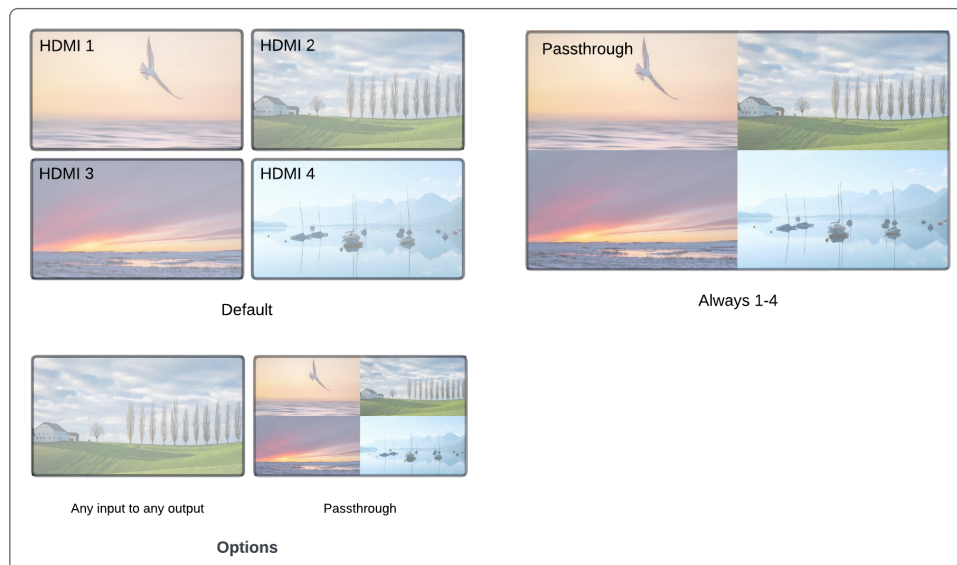 HDMI 1
HDMI 2
HDMI 3
HDMI 4
Default
Passthrough
Always 1-4
Any input to any output
Passthrough
Options